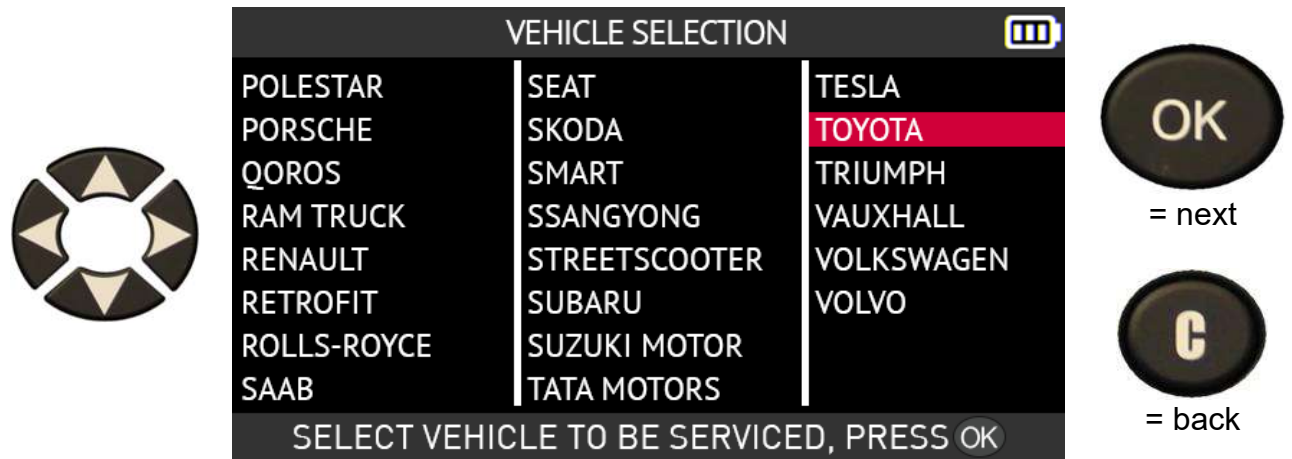 VEHICLE SELECTION
POLESTAR
PORSCHE
QOROS
RAM TRUCK
RENAULT
RETROFIT
ROLLS-ROYCE
SAAB
SEAT
SKODA
SMART
SSANGYONG
STREETSCOOTER
SUBARU
SUZUKI MOTOR
TATA MOTORS
TESLA
TOYOTA
TRIUMPH
VAUXHALL
VOLKSWAGEN
VOLVO
SELECT VEHICLE TO BE SERVICED, PRESS OK
OK
= next
C
= back